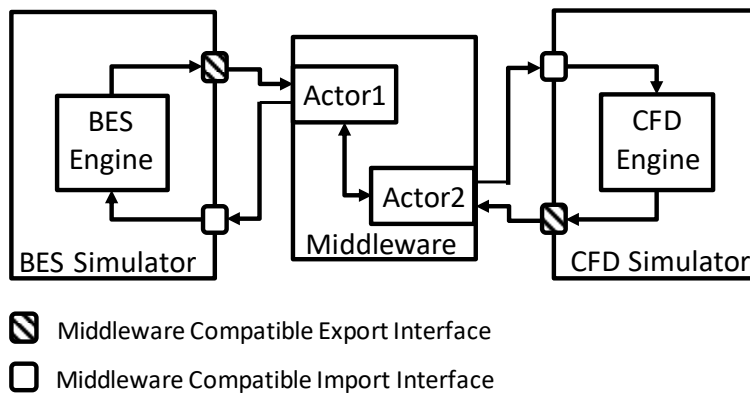 BES
Engine
BES Simulator
Actor1
Actor2
Middleware
CFD
Engine
CFD Simulator
Middleware Compatible Export Interface
Middleware Compatible Import Interface